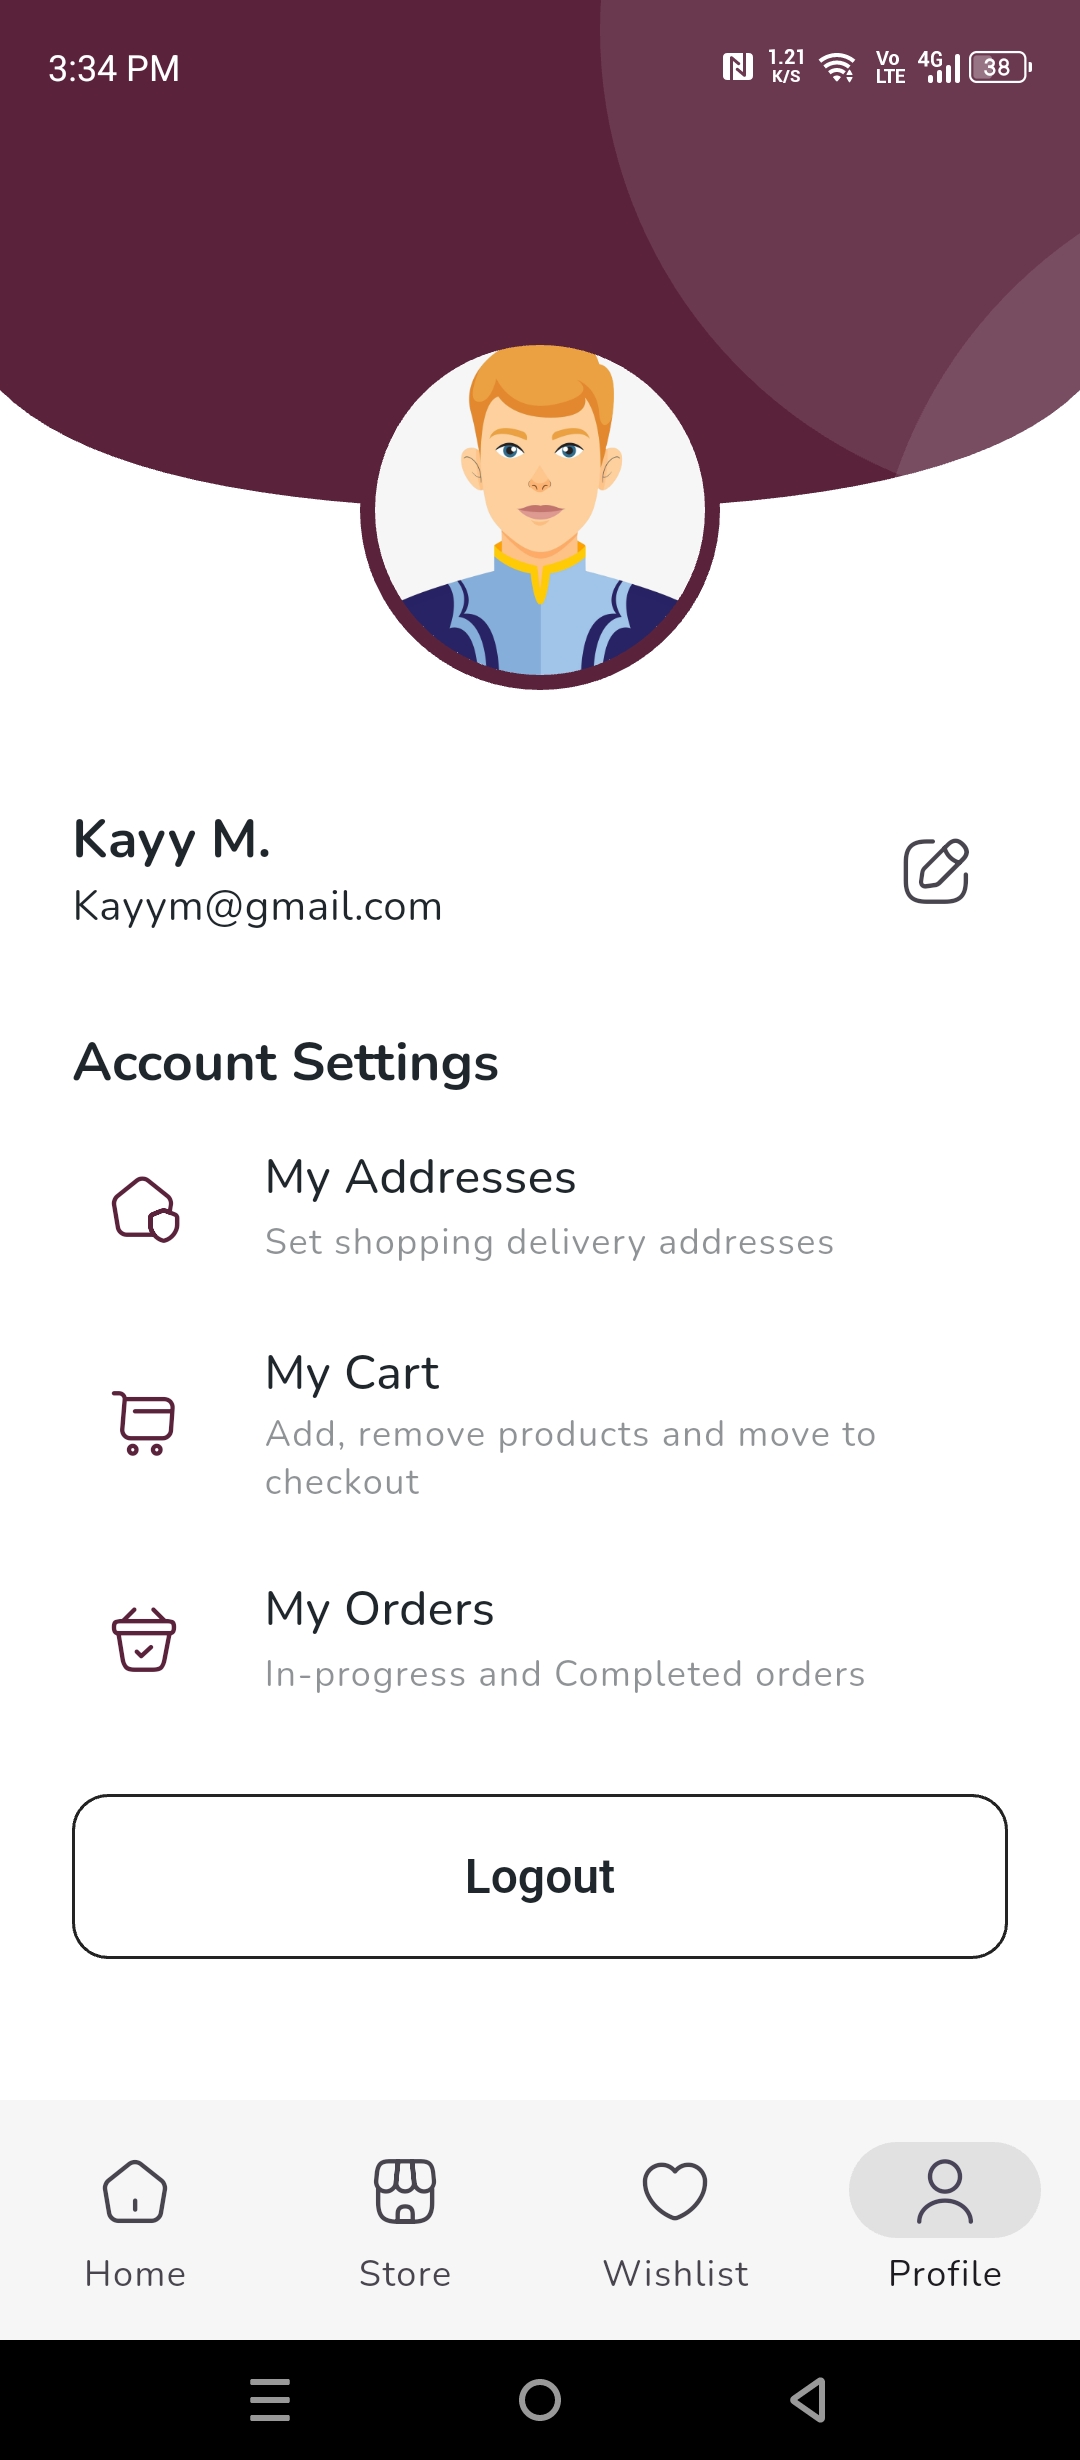 3:34 PM
1.21
K/S
Vo
LTE
4G
38
Kayy M.
Kayym@gmail.com
Account Settings
My Addresses
Set shopping delivery addresses
My Cart
Add, remove products and move to
checkout
My Orders
In-progress and Completed orders
Logout
Home
Store
Wishlist
Profile